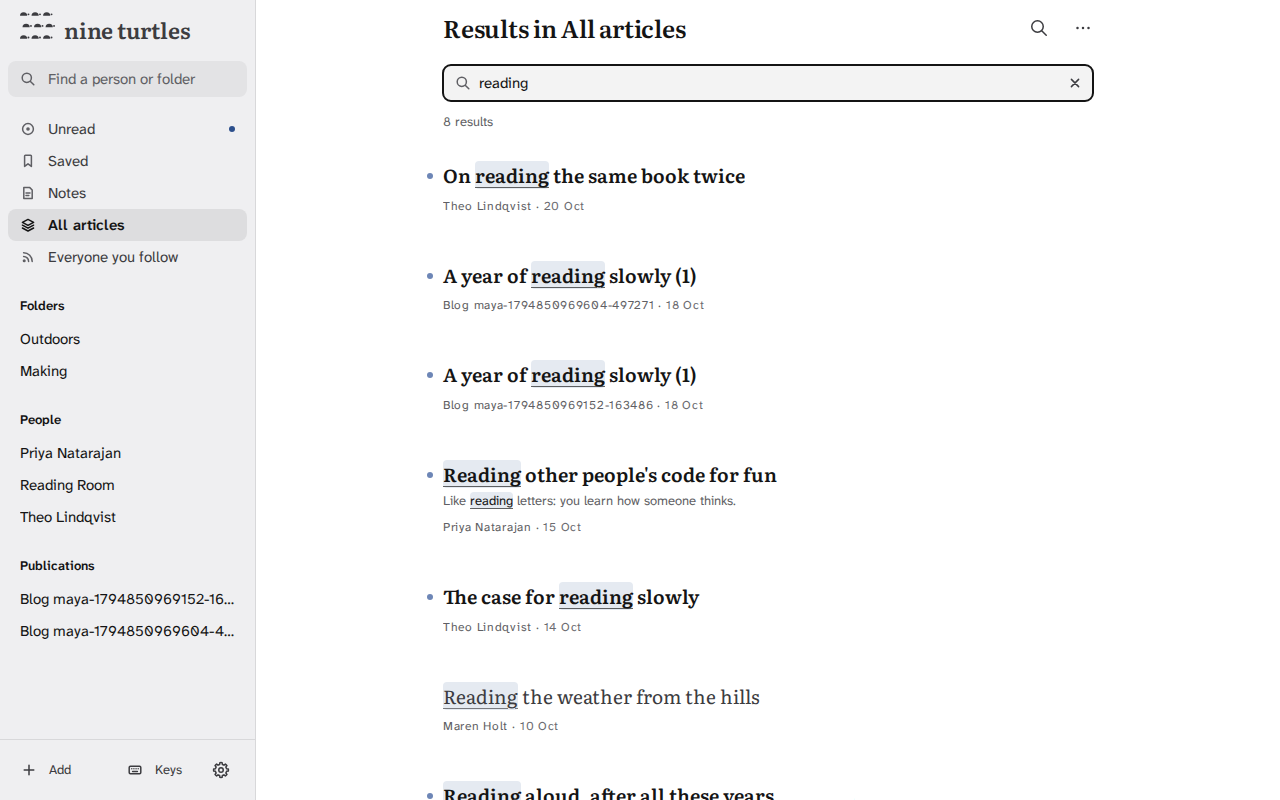 nine turtles
Find a person or folder
Unread
Saved
Notes
All articles
Everyone you follow
Folders
Outdoors
Making
People
Priya Natarajan
Reading Room
Theo Lindqvist
Publications
Blog maya-1794850969152-16...
Blog maya-1794850969604-4...
Add
Keys
Results in All articles
reading
8 results
On reading the same book twice
Theo Lindqvist · 20 Oct
A year of reading slowly (1)
Blog maya-1794850969604-497271 · 18 Oct
A year of reading slowly (1)
Blog maya-1794850969152-163486 · 18 Oct
Reading other people's code for fun
Like reading letters: you learn how someone thinks.
Priya Natarajan · 15 Oct
The case for reading slowly
Theo Lindqvist · 14 Oct
Reading the weather from the hills
Maren Holt · 10 Oct
Reading aloud, after all these years